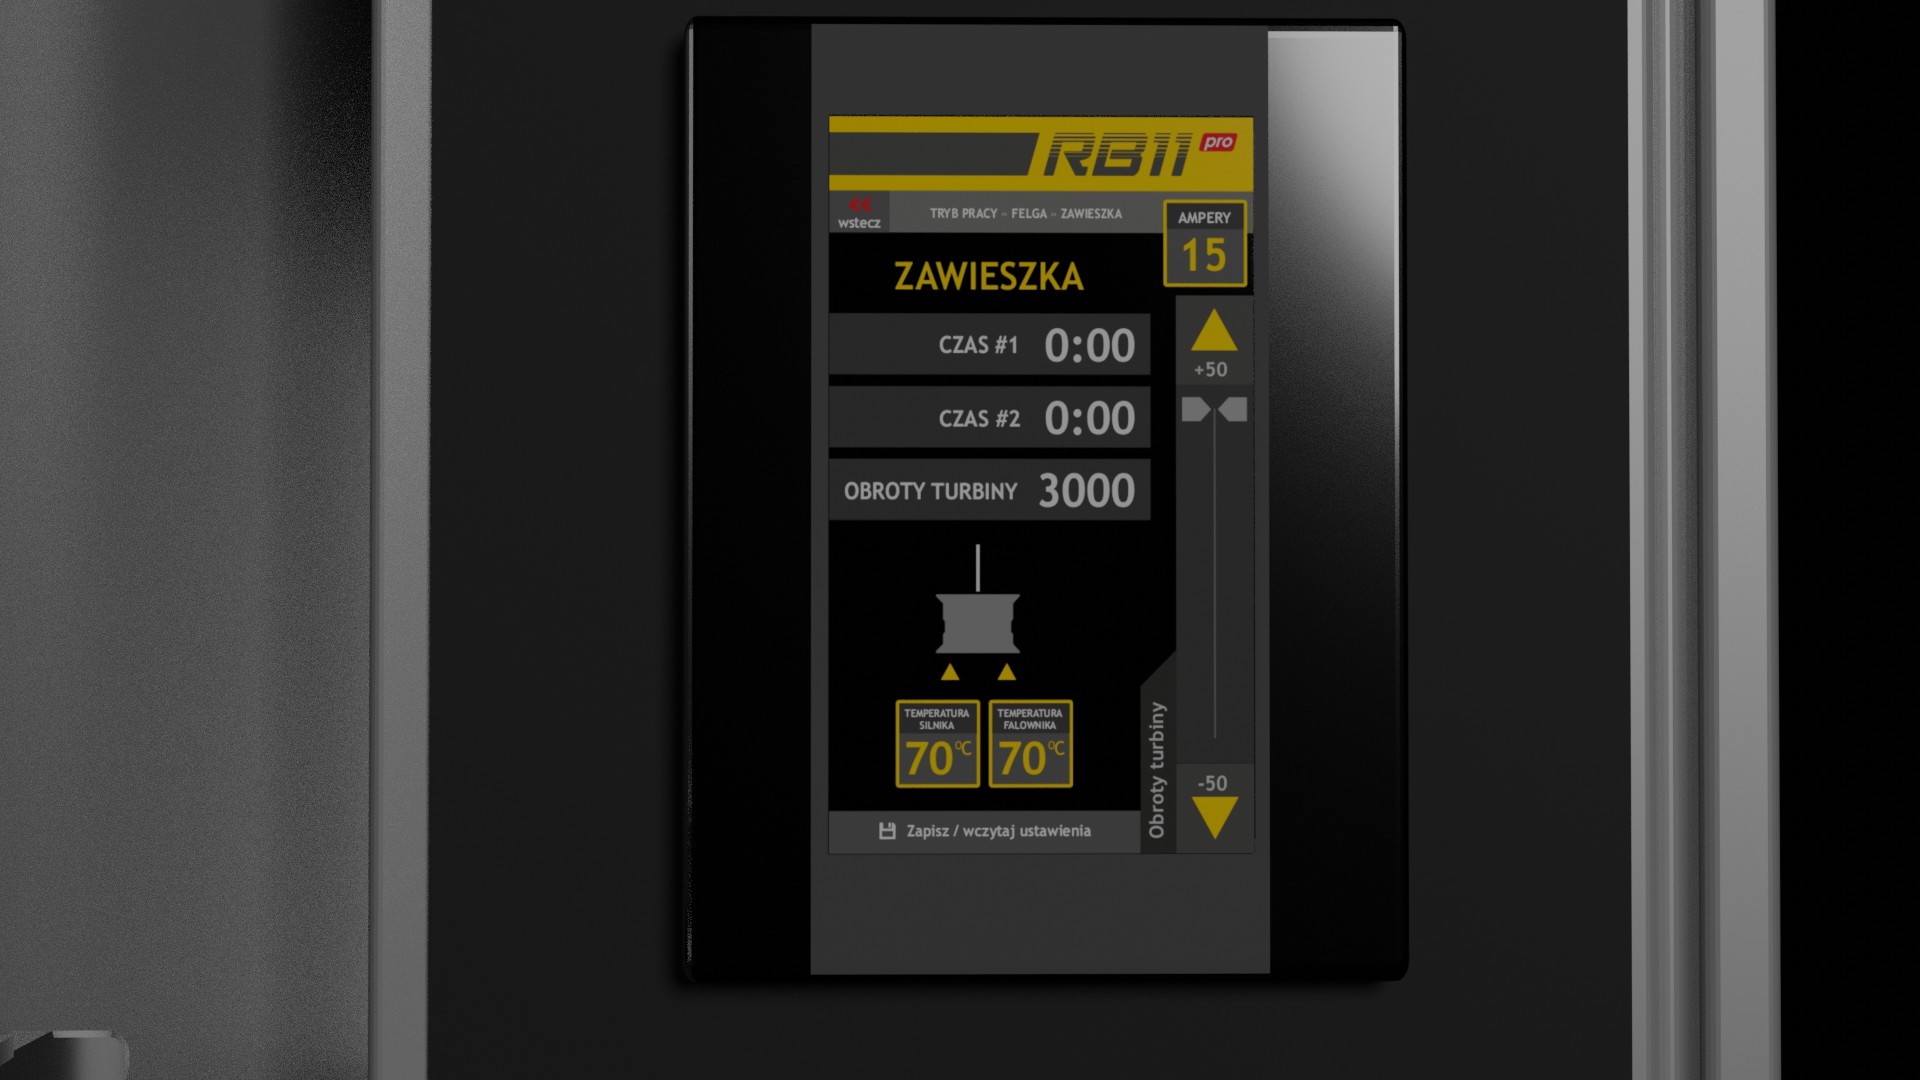 RB11 pro
wstecz
TRYB PRACY - FELGA - ZAWIESZKA
AMPERY
15
ZAWIESZKA
CZAS #1 0:00
+50
CZAS #2 0:00
OBROTY TURBINY 3000
TEMPERATURA
SILNIKA
70°C
TEMPERATURA
FALOWNIKA
70°C
Obroty turbiny
-50
Zapisz / wczytaj ustawienia